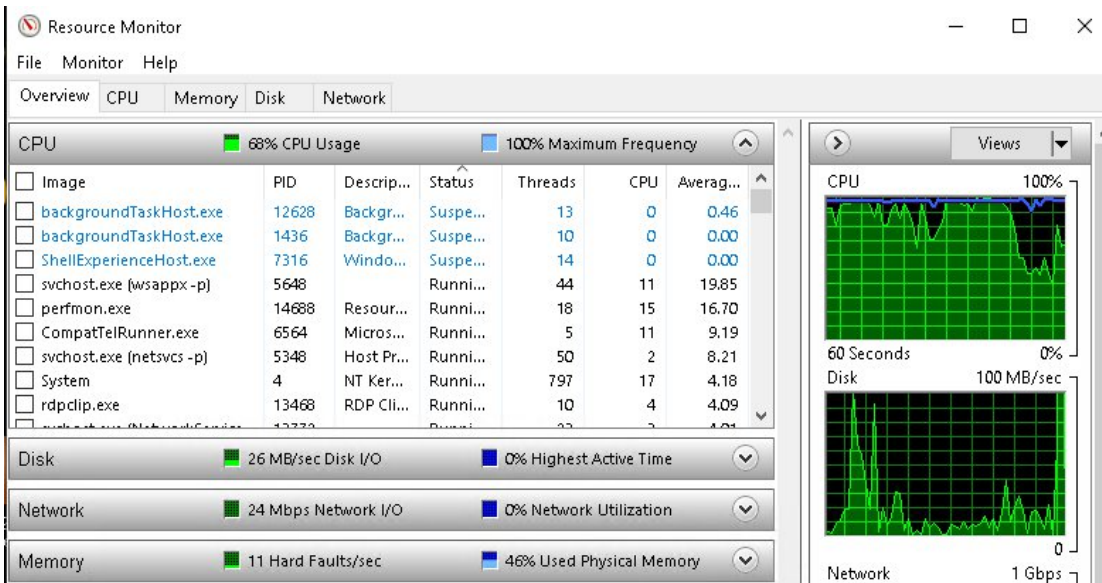 Resource Monitor
File Monitor Help
Overview CPU Memory Disk Network
CPU 68% CPU Usage 100% Maximum Frequency
Image PID Descrip... Status Threads CPU Averag...
backgroundTaskHost.exe 12628 Backgr... Suspe... 13 0 0.46
backgroundTaskHost.exe 1436 Backgr... Suspe... 10 0 0.00
ShellExperienceHost.exe 7316 Windo... Suspe... 14 0 0.00
svchost.exe (wsappx -p) 5648 Runni... 44 11 19.85
perfmon.exe 14688 Resour... Runni... 18 15 16.70
CompatTelRunner.exe 6564 Micros... Runni... 5 11 9.19
svchost.exe (netsvcs -p) 5348 Host Pr... Runni... 50 2 8.21
System 4 NT Ker... Runni... 797 17 4.18
rdpclip.exe 13468 RDP Cli... Runni... 10 4 4.09
Disk 26 MB/sec Disk I/O 0% Highest Active Time
Network 24 Mbps Network I/O 0% Network Utilization
Memory 11 Hard Faults/sec 46% Used Physical Memory
Views
CPU 100%
60 Seconds 0%
Disk 100 MB/sec
0
Network 1 Gbps